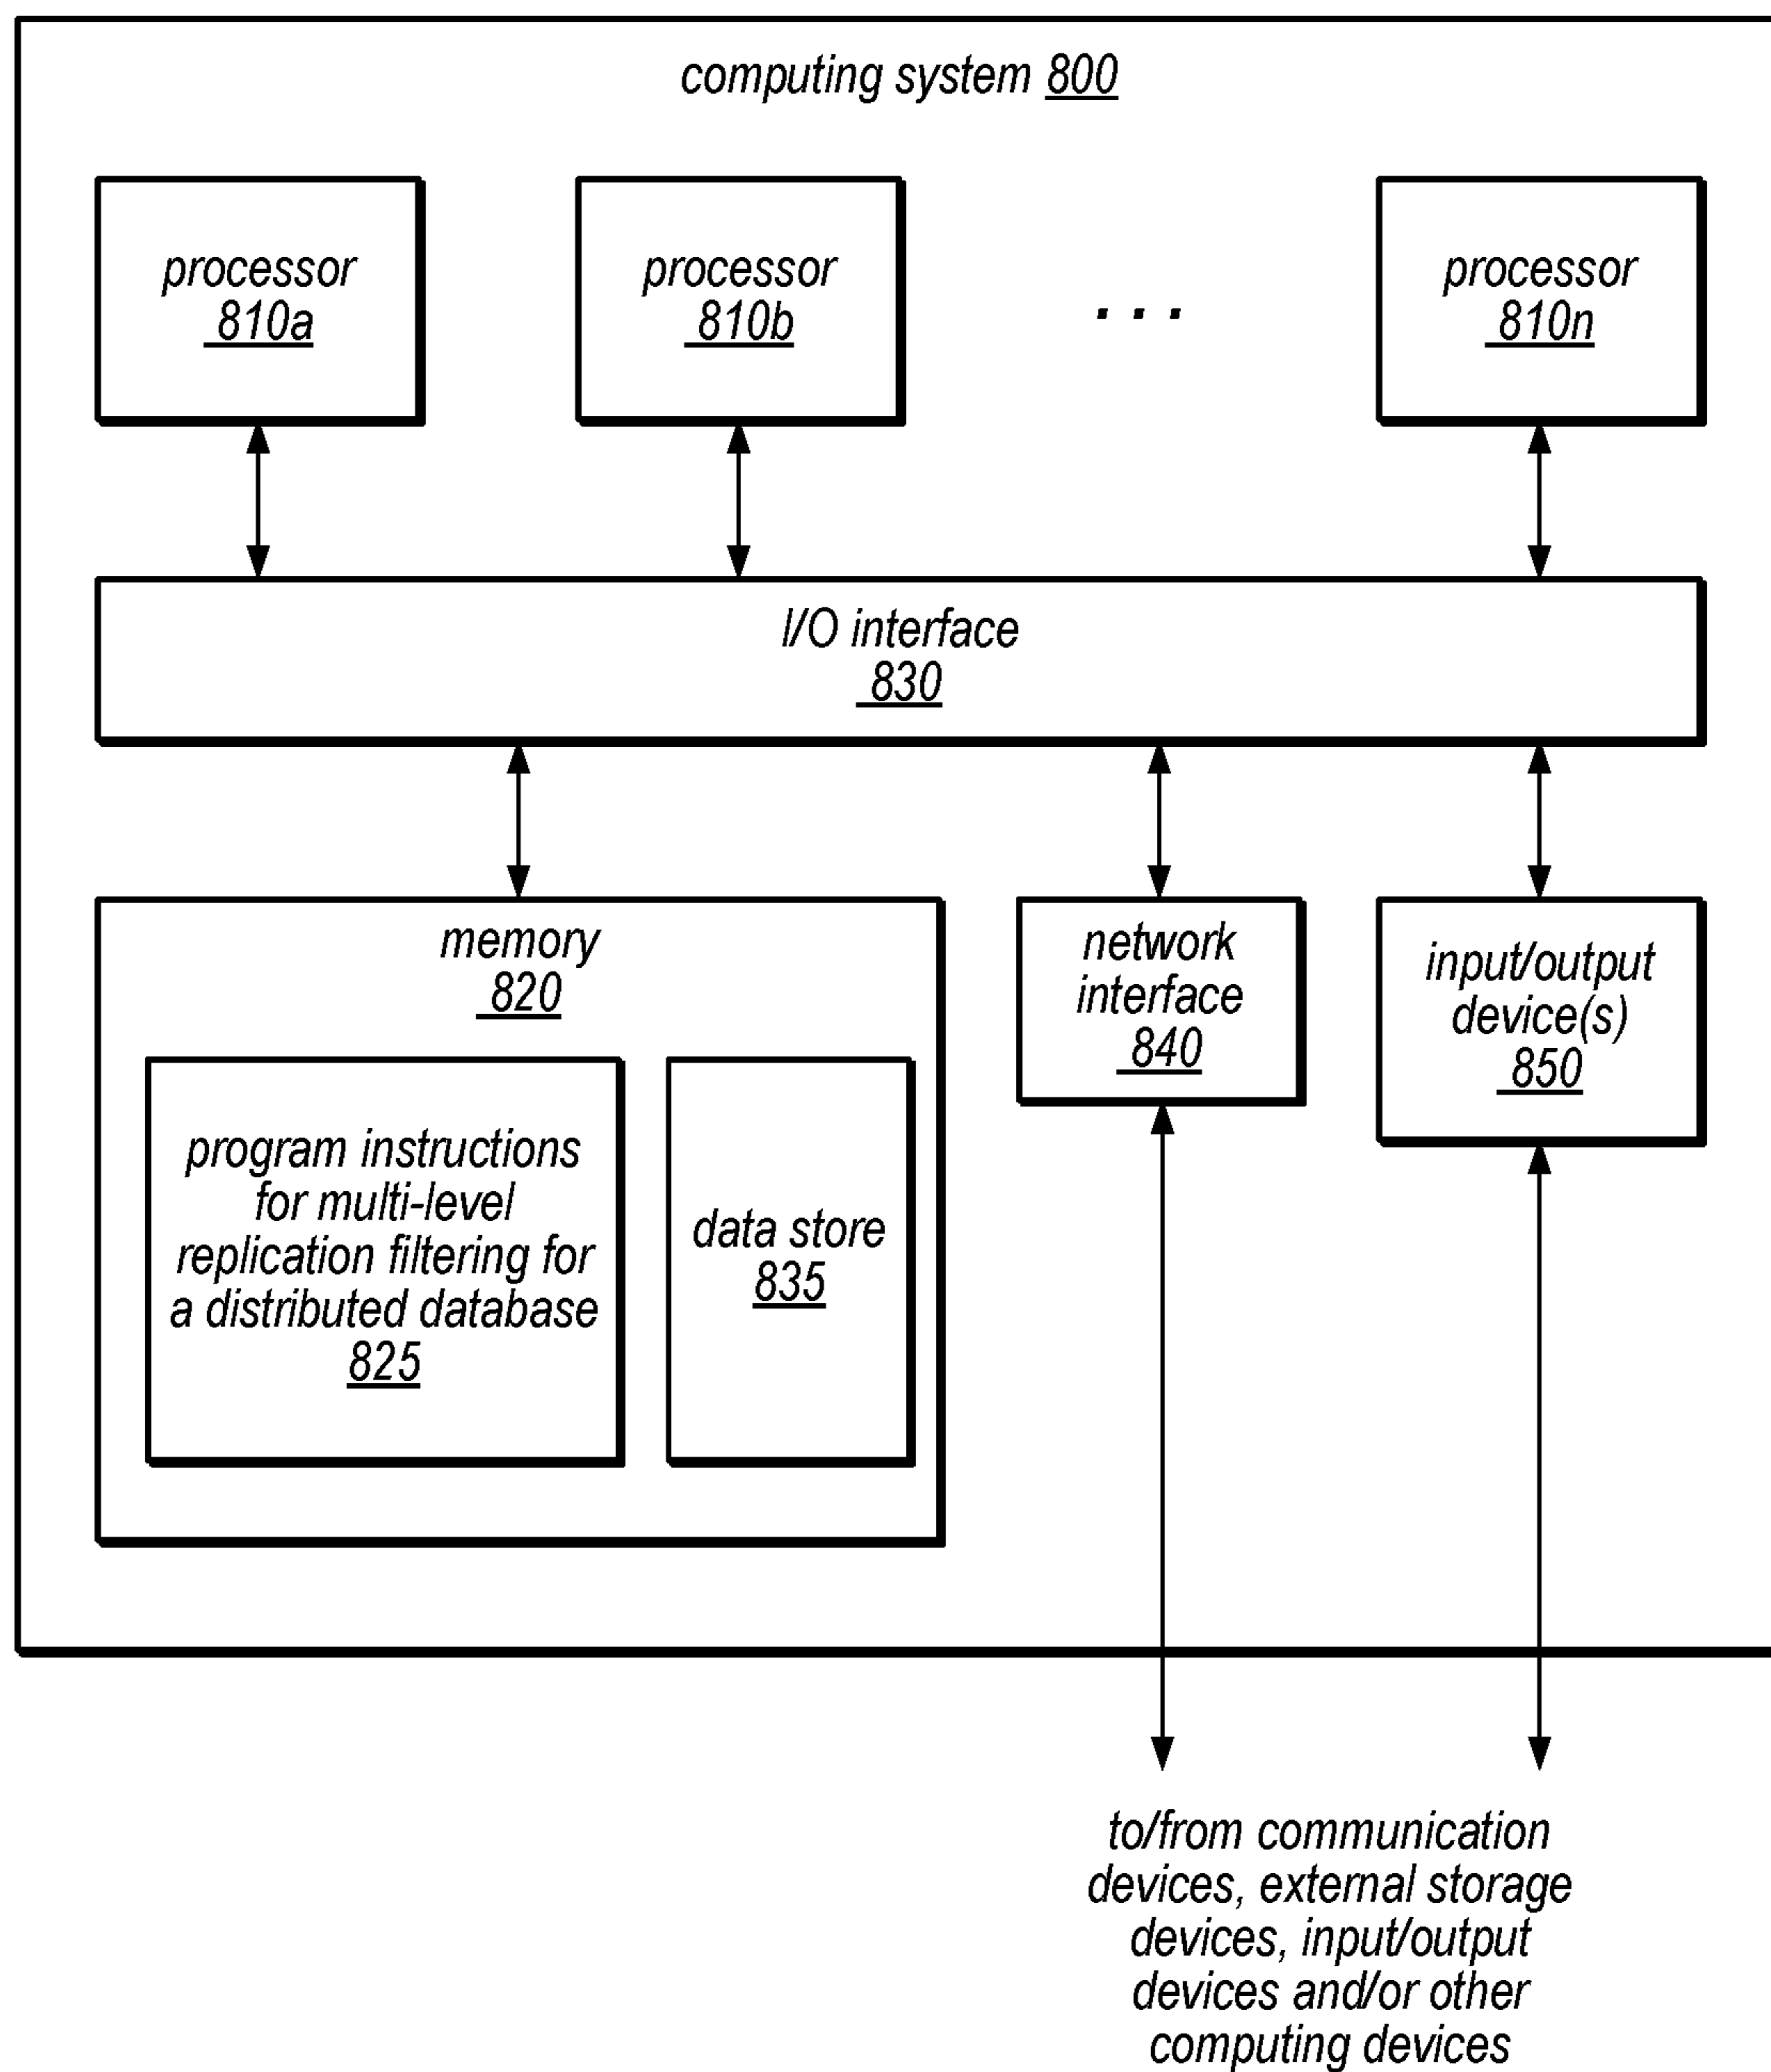 computing system 800
processor
810a
processor
810b
. . .
processor
810n
I/O interface
830
memory
820
program instructions
for multi-level
replication filtering for
a distributed database
825
data store
835
network
interface
840
input/output
device(s)
850
to/from communication
devices, external storage
devices, input/output
devices and/or other
computing devices